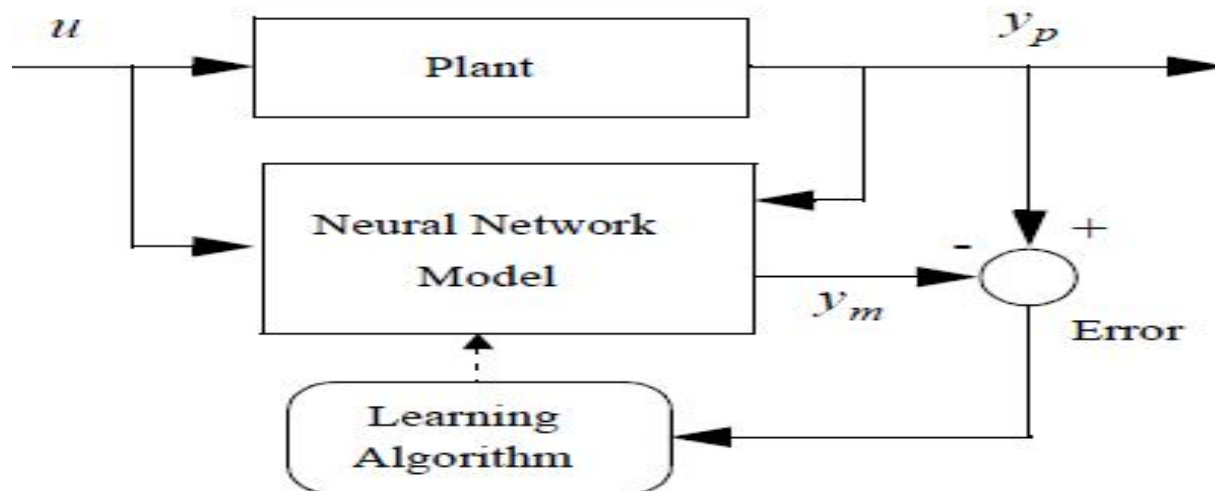 u
y_p
Plant
Neural Network
Model
-
+
y_m
Error
Learning
Algorithm